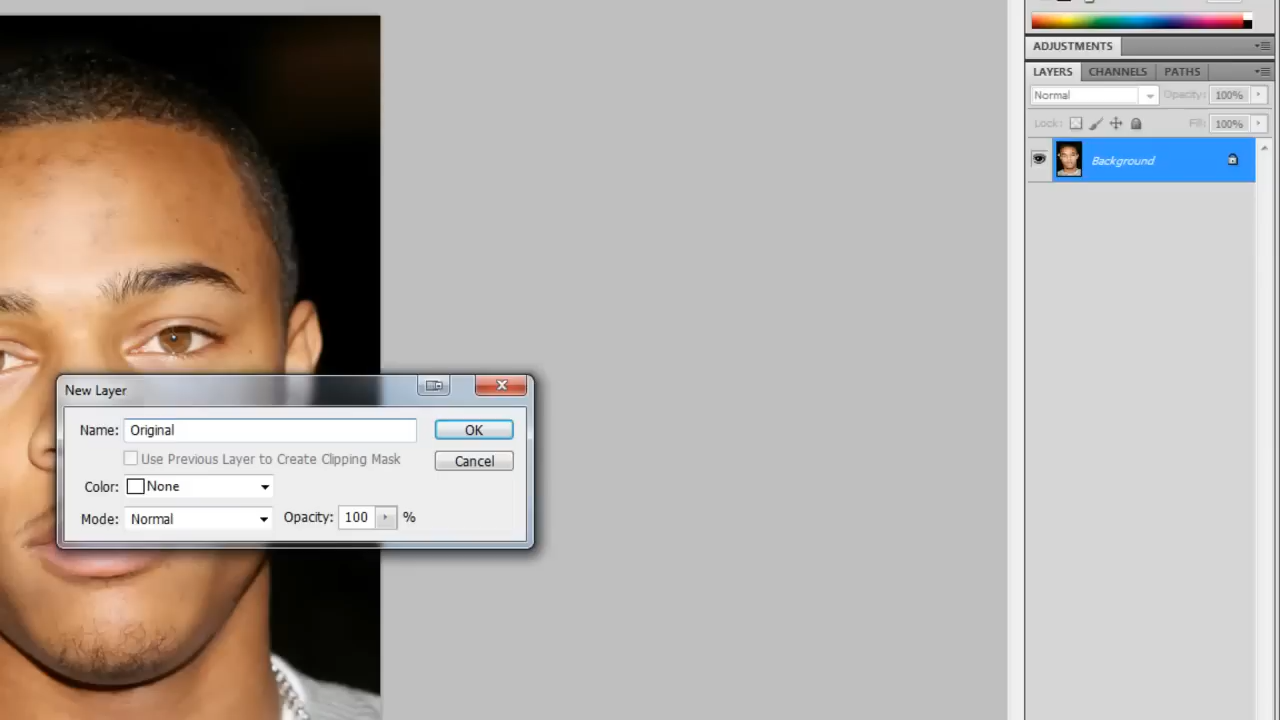 ADJUSTMENTS
LAYERS CHANNELS PATHS
Normal Opacity: 100%
Lock: Fill: 100%
Background
New Layer
Name: Original OK
Use Previous Layer to Create Clipping Mask Cancel
Color: None
Mode: Normal Opacity: 100 %